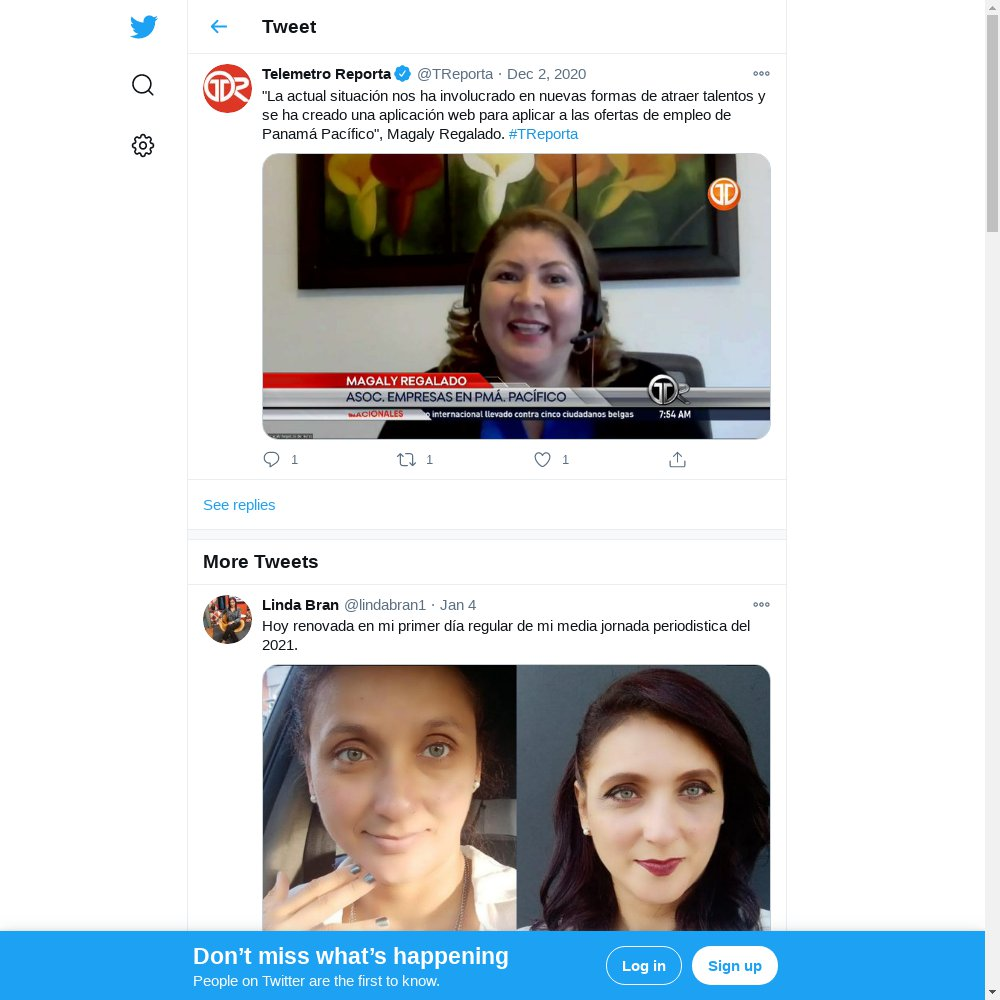 Tweet
Telemetro Reporta @TReporta · Dec 2, 2020
"La actual situación nos ha involucrado en nuevas formas de atraer talentos y
se ha creado una aplicación web para aplicar a las ofertas de empleo de
Panamá Pacífico", Magaly Regalado. #TReporta
MAGALY REGALADO
ASOC. EMPRESAS EN PMÁ. PACÍFICO
NACIONALES o internacional llevado contra cinco ciudadanos belgas 7:54 AM
1 1 1
See replies
More Tweets
Linda Bran @lindabran1 · Jan 4
Hoy renovada en mi primer día regular de mi media jornada periodistica del
2021.
Don’t miss what’s happening
People on Twitter are the first to know.
Log in
Sign up